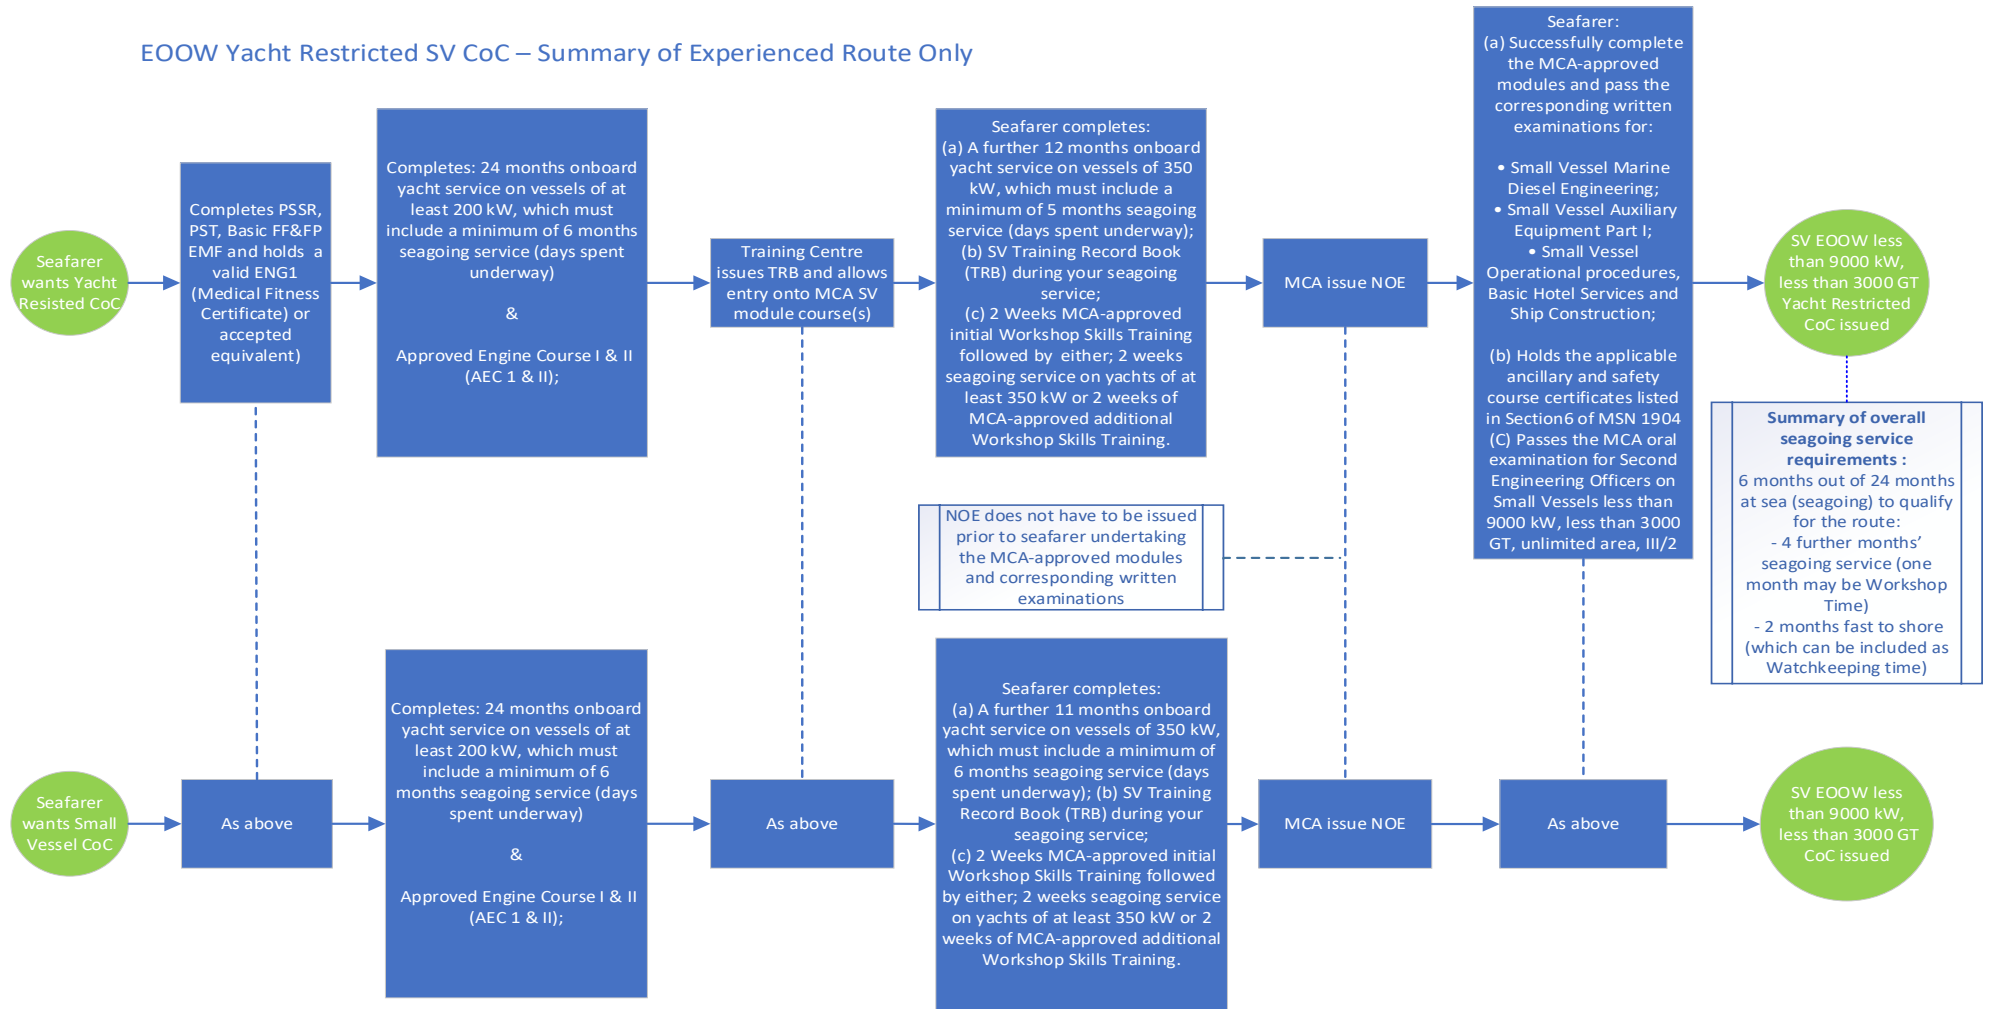 EOOW Yacht Restricted SV CoC – Summary of Experienced Route Only
Seafarer
wants Yacht
Resisted CoC
Completes PSSR,
PST, Basic FF&FP
EMF and holds a
valid ENG1
(Medical Fitness
Certificate) or
accepted
equivalent)
Completes: 24 months onboard
yacht service on vessels of at
least 200 kW, which must
include a minimum of 6 months
seagoing service (days spent
underway)
&
Approved Engine Course I & II
(AEC 1 & II);
Training Centre
issues TRB and allows
entry onto MCA SV
module course(s)
Seafarer completes:
(a) A further 12 months onboard
yacht service on vessels of 350
kW, which must include a
minimum of 5 months seagoing
service (days spent underway);
(b) SV Training Record Book
(TRB) during your seagoing
service;
(c) 2 Weeks MCA-approved
initial Workshop Skills Training
followed by either; 2 weeks
seagoing service on yachts of at
least 350 kW or 2 weeks of
MCA-approved additional
Workshop Skills Training.
MCA issue NOE
Seafarer:
(a) Successfully complete
the MCA-approved
modules and pass the
corresponding written
examinations for:
• Small Vessel Marine
Diesel Engineering;
• Small Vessel Auxiliary
Equipment Part I;
• Small Vessel
Operational procedures,
Basic Hotel Services and
Ship Construction;
(b) Holds the applicable
ancillary and safety
course certificates listed
in Section6 of MSN 1904
(C) Passes the MCA oral
examination for Second
Engineering Officers on
Small Vessels less than
9000 kW, less than 3000
GT, unlimited area, III/2
SV EOOW less
than 9000 kW,
less than 3000 GT
Yacht Restricted
CoC issued
Summary of overall
seagoing service
requirements :
6 months out of 24 months
at sea (seagoing) to qualify
for the route:
- 4 further months’
seagoing service (one
month may be Workshop
Time)
- 2 months fast to shore
(which can be included as
Watchkeeping time)
NOE does not have to be issued
prior to seafarer undertaking
the MCA-approved modules
and corresponding written
examinations
Seafarer
wants Small
Vessel CoC
As above
Completes: 24 months onboard
yacht service on vessels of at
least 200 kW, which must
include a minimum of 6
months seagoing service (days
spent underway)
&
Approved Engine Course I & II
(AEC 1 & II);
As above
Seafarer completes:
(a) A further 11 months onboard
yacht service on vessels of 350 kW,
which must include a minimum of
6 months seagoing service (days
spent underway); (b) SV Training
Record Book (TRB) during your
seagoing service;
(c) 2 Weeks MCA-approved initial
Workshop Skills Training followed
by either; 2 weeks seagoing service
on yachts of at least 350 kW or 2
weeks of MCA-approved additional
Workshop Skills Training.
MCA issue NOE
As above
SV EOOW less
than 9000 kW,
less than 3000 GT
CoC issued